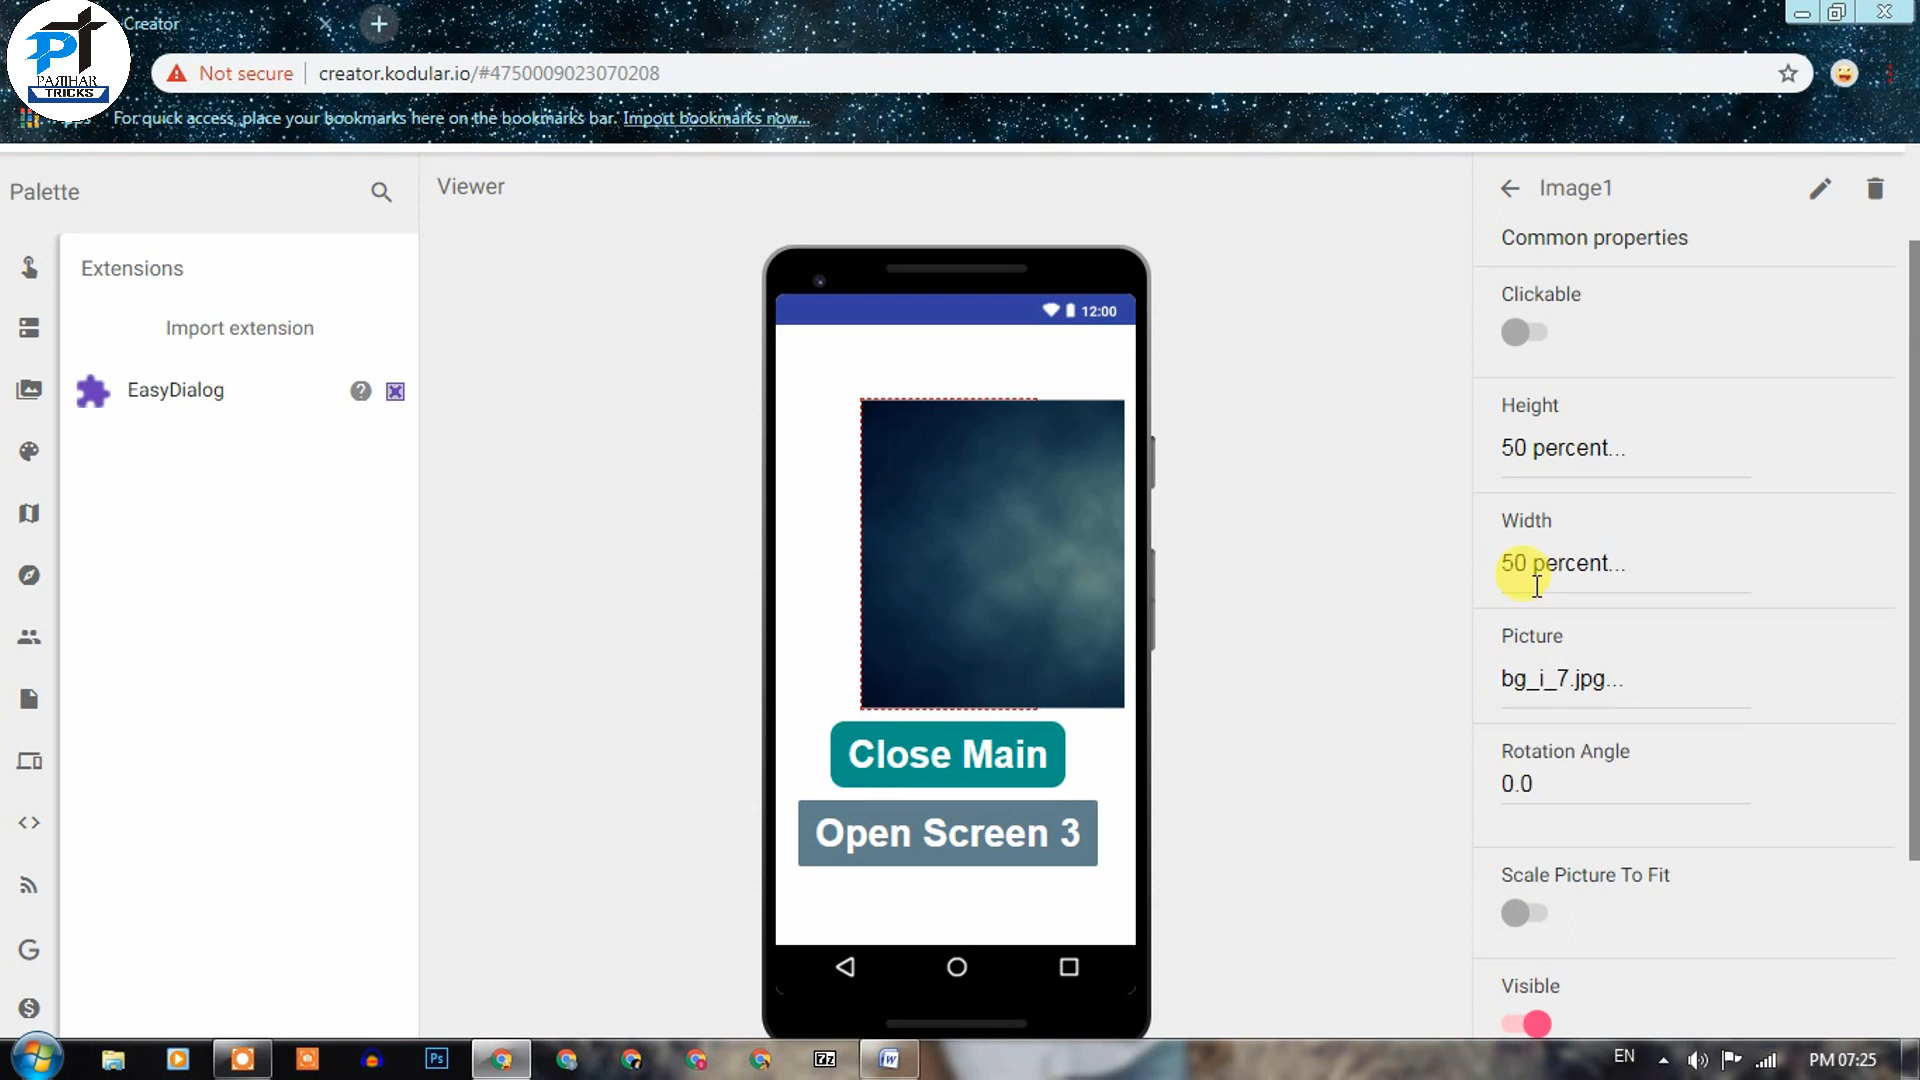 Creator
PARIHAR
TRICKS
Not secure
creator.kodular.io/#4750009023070208
For quick access, place your bookmarks here on the bookmarks bar. Import bookmarks now...
Palette
Viewer
Image1
Common properties
Extensions
Import extension
EasyDialog
12:00
Clickable
Height
50 percent...
Width
50 percent...
Picture
bg_i_7.jpg...
Rotation Angle
0.0
Scale Picture To Fit
Visible
Close Main
Open Screen 3
Ps
7z
W
EN
PM 07:25